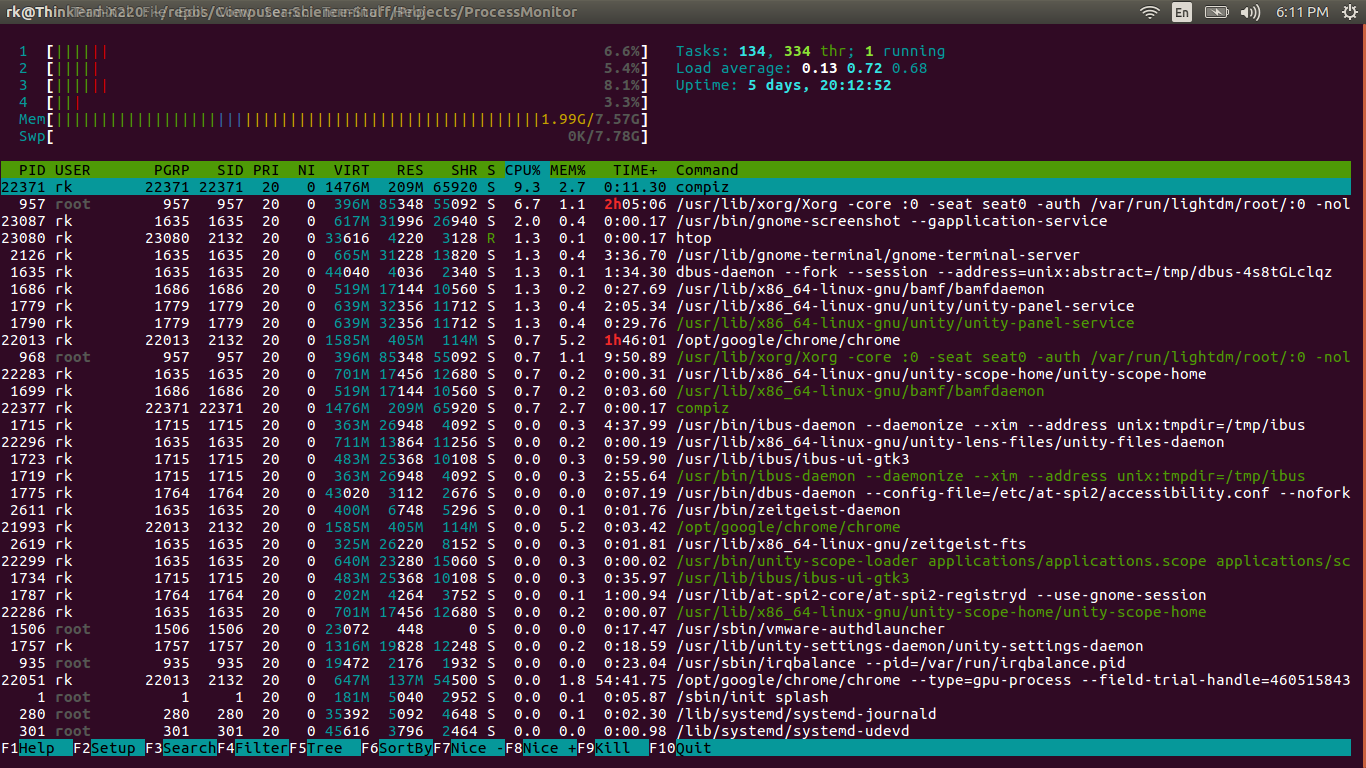 rk@ThinkPad-X220: ~/repos/Computer-Science-Stuff/Projects/ProcessMonitor En 6:11 PM
1 [|||||| 6.6%] Tasks: 134, 334 thr; 1 running
2 [||||| 5.4%] Load average: 0.13 0.72 0.68
3 [|||||| 8.1%] Uptime: 5 days, 20:12:52
4 [||| 3.3%]
Mem[||||||||||||||||||||||||||||||||||||||||||||||||||||||1.99G/7.57G]
Swp[ 0K/7.78G]
PID USER PGRP SID PRI NI VIRT RES SHR S CPU% MEM% TIME+ Command
22371 rk 22371 22371 20 0 1476M 209M 65920 S 9.3 2.7 0:11.30 compiz
957 root 957 957 20 0 396M 85348 55092 S 6.7 1.1 2h05:06 /usr/lib/xorg/Xorg -core :0 -seat seat0 -auth /var/run/lightdm/root/:0 -nol
23087 rk 1635 1635 20 0 617M 31996 26940 S 2.0 0.4 0:00.17 /usr/bin/gnome-screenshot --gapplication-service
23080 rk 23080 2132 20 0 33616 4220 3128 R 1.3 0.1 0:00.17 htop
2126 rk 1635 1635 20 0 665M 31228 13820 S 1.3 0.4 3:36.70 /usr/lib/gnome-terminal/gnome-terminal-server
1635 rk 1635 1635 20 0 44040 4036 2340 S 1.3 0.1 1:34.30 dbus-daemon --fork --session --address=unix:abstract=/tmp/dbus-4s8tGLclqz
1686 rk 1686 1686 20 0 519M 17144 10560 S 1.3 0.2 0:27.69 /usr/lib/x86_64-linux-gnu/bamf/bamfdaemon
1779 rk 1779 1779 20 0 639M 32356 11712 S 1.3 0.4 2:05.34 /usr/lib/x86_64-linux-gnu/unity/unity-panel-service
1790 rk 1779 1779 20 0 639M 32356 11712 S 1.3 0.4 0:29.76 /usr/lib/x86_64-linux-gnu/unity/unity-panel-service
22013 rk 22013 2132 20 0 1585M 405M 114M S 0.7 5.2 1h46:01 /opt/google/chrome/chrome
968 root 957 957 20 0 396M 85348 55092 S 0.7 1.1 9:50.89 /usr/lib/xorg/Xorg -core :0 -seat seat0 -auth /var/run/lightdm/root/:0 -nol
22283 rk 1635 1635 20 0 701M 17456 12680 S 0.7 0.2 0:00.31 /usr/lib/x86_64-linux-gnu/unity-scope-home/unity-scope-home
1699 rk 1686 1686 20 0 519M 17144 10560 S 0.7 0.2 0:03.60 /usr/lib/x86_64-linux-gnu/bamf/bamfdaemon
22377 rk 22371 22371 20 0 1476M 209M 65920 S 0.7 2.7 0:00.17 compiz
1715 rk 1715 1715 20 0 363M 26948 4092 S 0.7 0.3 4:37.99 /usr/bin/ibus-daemon --daemonize --xim --address unix:tmpdir=/tmp/ibus
22296 rk 1635 1635 20 0 711M 13864 11256 S 0.7 0.2 0:00.19 /usr/lib/x86_64-linux-gnu/unity-lens-files/unity-files-daemon
1723 rk 1715 1715 20 0 483M 25368 10108 S 0.7 0.3 0:59.90 /usr/lib/ibus/ibus-ui-gtk3
1719 rk 1715 1715 20 0 363M 26948 4092 S 0.7 0.3 2:55.64 /usr/bin/ibus-daemon --daemonize --xim --address unix:tmpdir=/tmp/ibus
1775 rk 1764 1764 20 0 43020 3112 2676 S 0.0 0.0 0:07.19 /usr/bin/dbus-daemon --config-file=/etc/at-spi2/accessibility.conf --nofork
2611 rk 1635 1635 20 0 400M 6748 5296 S 0.0 0.1 0:01.76 /usr/bin/zeitgeist-daemon
21993 rk 22013 2132 20 0 1585M 405M 114M S 0.0 5.2 0:03.42 /opt/google/chrome/chrome
2619 rk 1635 1635 20 0 325M 26220 8152 S 0.0 0.3 0:01.81 /usr/lib/x86_64-linux-gnu/zeitgeist-fts
22299 rk 1635 1635 20 0 640M 23280 15060 S 0.0 0.3 0:00.02 /usr/bin/unity-scope-loader applications/applications.scope applications/sc
1734 rk 1715 1715 20 0 483M 25368 10108 S 0.0 0.3 0:35.97 /usr/lib/ibus/ibus-ui-gtk3
1787 rk 1764 1764 20 0 202M 4264 3752 S 0.0 0.1 1:00.94 /usr/lib/at-spi2-core/at-spi2-registryd --use-gnome-session
22286 rk 1635 1635 20 0 701M 17456 12680 S 0.0 0.2 0:00.07 /usr/lib/x86_64-linux-gnu/unity-scope-home/unity-scope-home
1506 root 1506 1506 20 0 23072 448 0 S 0.0 0.0 0:17.47 /usr/sbin/vmware-authdlauncher
1757 rk 1757 1757 20 0 1316M 19828 12248 S 0.0 0.2 0:18.59 /usr/lib/unity-settings-daemon/unity-settings-daemon
935 root 935 935 20 0 19472 2176 1932 S 0.0 0.0 0:23.04 /usr/sbin/irqbalance --pid=/var/run/irqbalance.pid
22051 rk 22013 2132 20 0 647M 137M 54500 S 0.0 1.8 54:41.75 /opt/google/chrome/chrome --type=gpu-process --field-trial-handle=460515843
1 root 1 1 20 0 181M 5040 2952 S 0.0 0.1 0:05.87 /sbin/init splash
280 root 280 280 20 0 35392 5092 4648 S 0.0 0.1 0:02.30 /lib/systemd/systemd-journald
301 root 301 301 20 0 45616 3796 2464 S 0.0 0.0 0:00.98 /lib/systemd/systemd-udevd
F1Help F2Setup F3SearchF4FilterF5Tree F6SortByF7Nice -F8Nice +F9Kill F10Quit